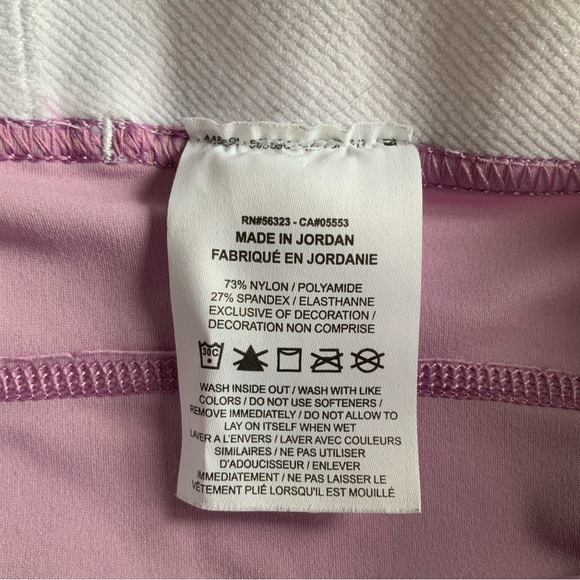 RN#56323 - CA#05553
MADE IN JORDAN
FABRIQUÉ EN JORDANIE
73% NYLON / POLYAMIDE
27% SPANDEX / ELASTHANNE
EXCLUSIVE OF DECORATION /
DECORATION NON COMPRISE
30C
WASH INSIDE OUT / WASH WITH LIKE
COLORS / DO NOT USE SOFTENERS /
REMOVE IMMEDIATELY / DO NOT ALLOW TO
LAY ON ITSELF WHEN WET
LAVER A L'ENVERS / LAVER AVEC COULEURS
SIMILAIRES / NE PAS UTILISER
D'ADOUCISSEUR / ENLEVER
IMMÉDIATEMENT / NE PAS LAISSER LE
VÊTEMENT PLIÉ LORSQU'IL EST MOUILLÉ